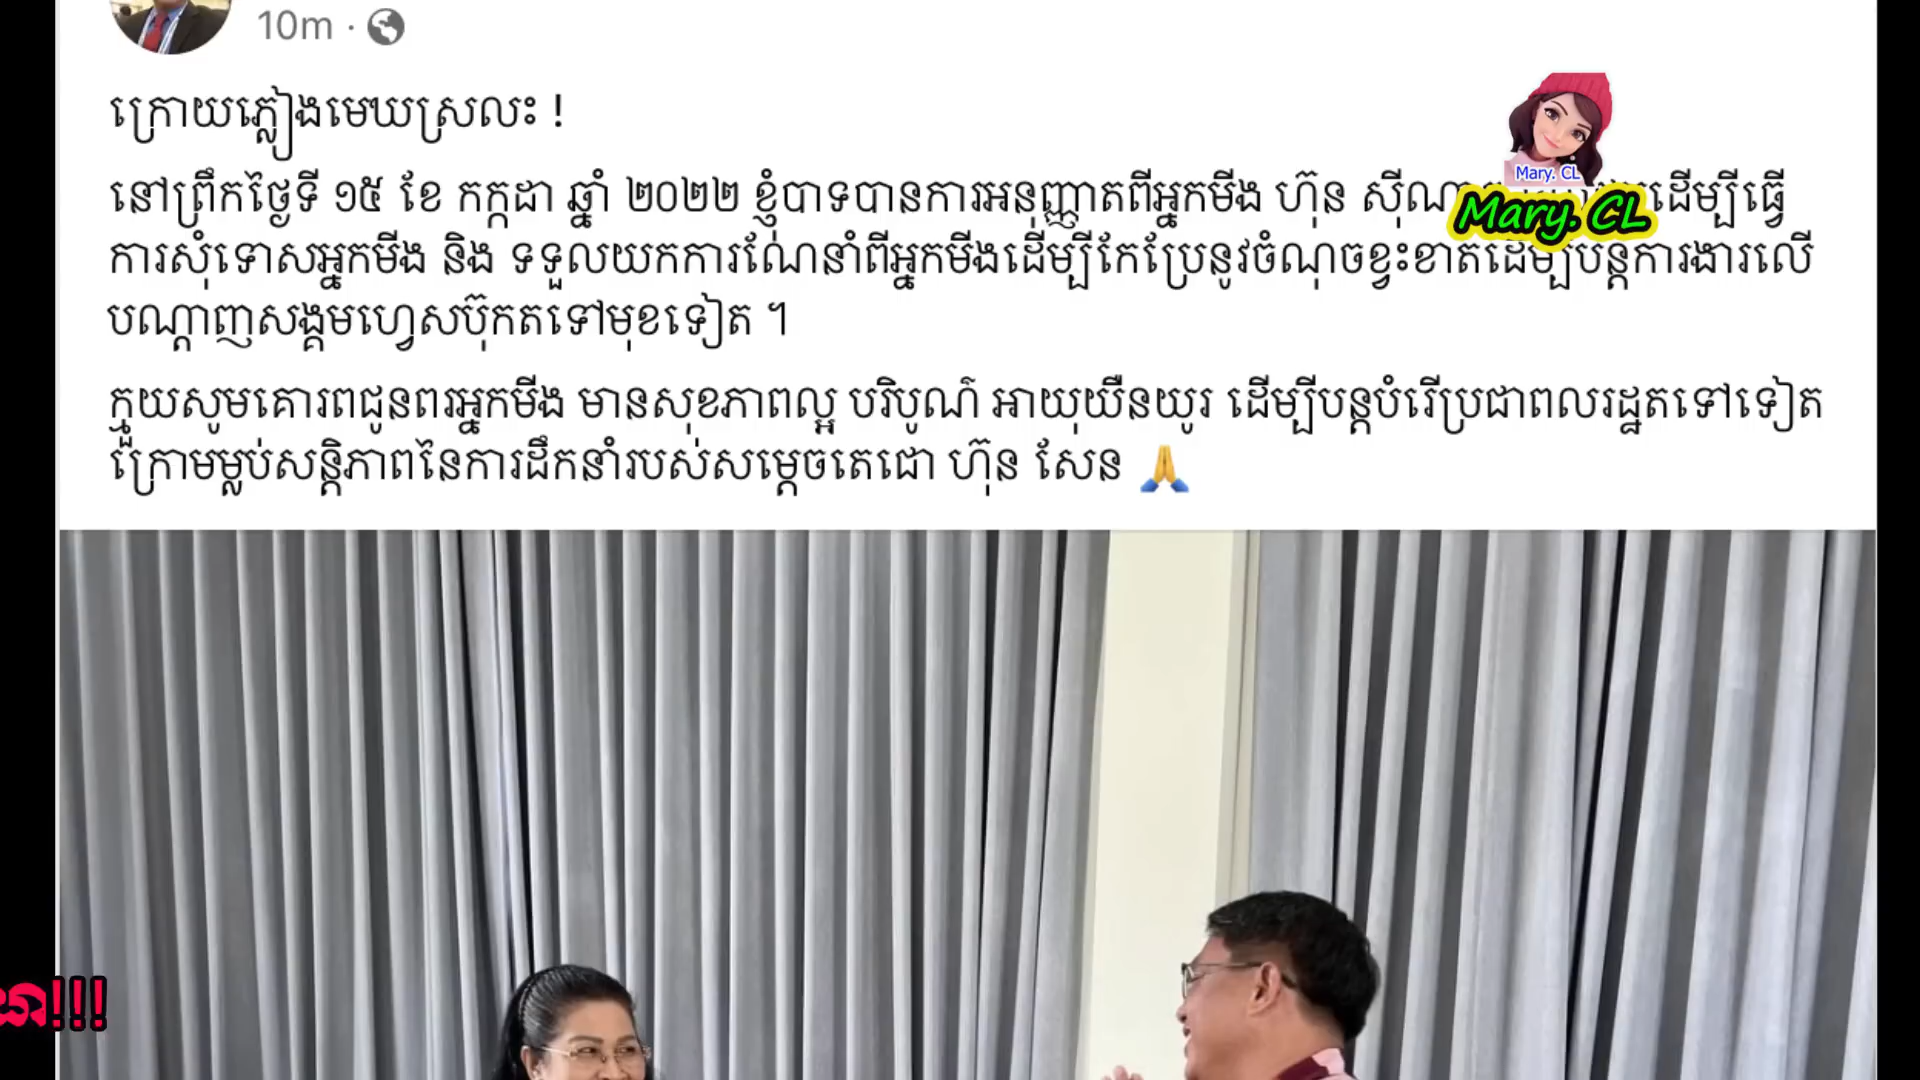 10m ·
ក្រោយភ្លៀងមេឃស្រលះ !
Mary. CL
នៅព្រឹកថ្ងៃទី ១៥ ខែ កក្កដា ឆ្នាំ ២០២២ ខ្ញុំបាទបានការអនុញ្ញាតពីអ្នកមីង ហ៊ុន ដើម្បីធ្វើ
Mary. CL
ការសុំទោសអ្នកមីង និង ទទួលយកការណែនាំពីអ្នកមីងដើម្បីកែប្រែនូវចំណុចខ្វះខាតដើម្បីបន្តការងារលើ
បណ្ដាញសង្គមហ្វេសប៊ុកតទៅមុខទៀត ។
ក្មួយសូមគោរពជូនពរអ្នកមីង មានសុខភាពល្អ បរិបូណ៌ អាយុយឺនយូរ ដើម្បីបន្តបំរើប្រជាពលរដ្ឋតទៅទៀត
ក្រោមម្លប់សន្តិភាពនៃការដឹកនាំរបស់សម្ដេចតេជោ ហ៊ុន សែន 🙏
!!!